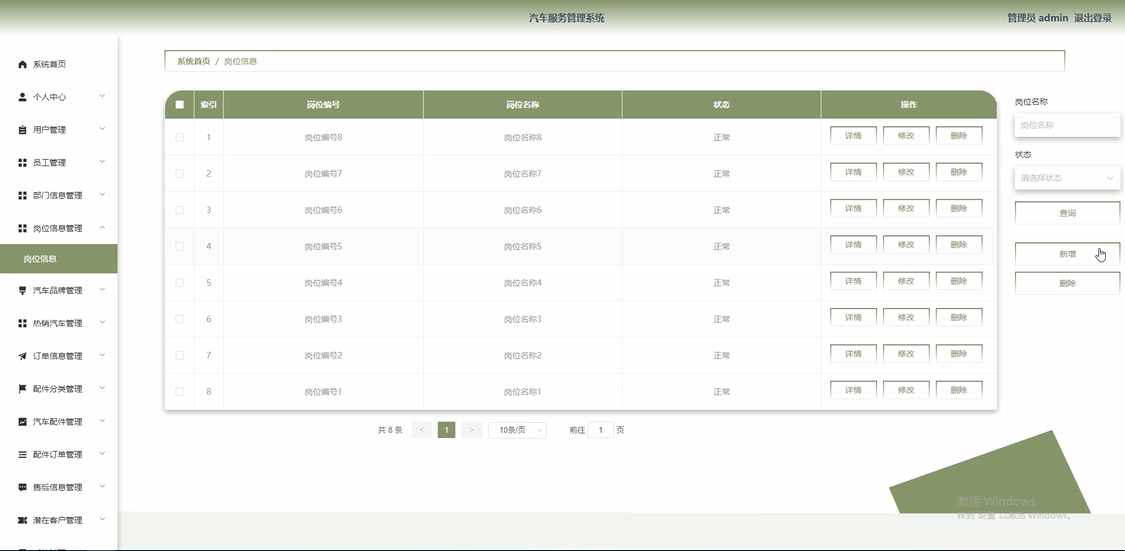 汽车服务管理系统
管理员 admin 退出登录
系统首页
个人中心
用户管理
员工管理
部门信息管理
岗位信息管理
岗位信息
汽车品牌管理
热销汽车管理
订单信息管理
配件分类管理
汽车配件管理
配件订单管理
售后信息管理
潜在客户管理
系统首页 / 岗位信息
索引 岗位编号 岗位名称 状态 操作
1 岗位编号8 岗位名称8 正常 详情 修改 删除
2 岗位编号7 岗位名称7 正常 详情 修改 删除
3 岗位编号6 岗位名称6 正常 详情 修改 删除
4 岗位编号5 岗位名称5 正常 详情 修改 删除
5 岗位编号4 岗位名称4 正常 详情 修改 删除
6 岗位编号3 岗位名称3 正常 详情 修改 删除
7 岗位编号2 岗位名称2 正常 详情 修改 删除
8 岗位编号1 岗位名称1 正常 详情 修改 删除
共 8 条 < 1 > 10条/页 前往 1 页
岗位名称
岗位名称
状态
请选择状态
查询
新增
删除
激活 Windows
转到"设置"以激活 Windows。